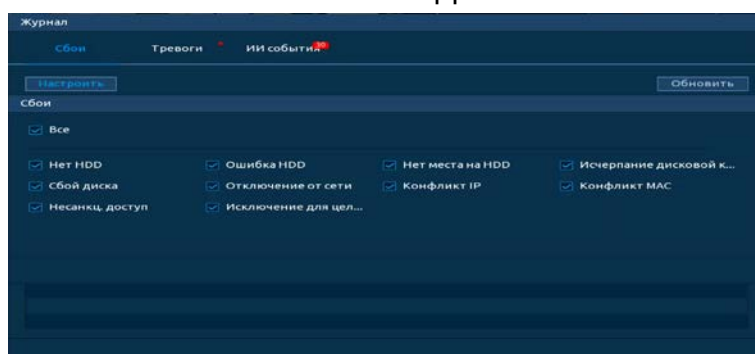 Журнал
Сбои Тревоги ИИ события
Настроить Обновить
Сбои
Все
Нет HDD Ошибка HDD Нет места на HDD Исчерпание дисковой к...
Сбой диска Отключение от сети Конфликт IP Конфликт MAC
Несанкц. доступ Исключение для цел...